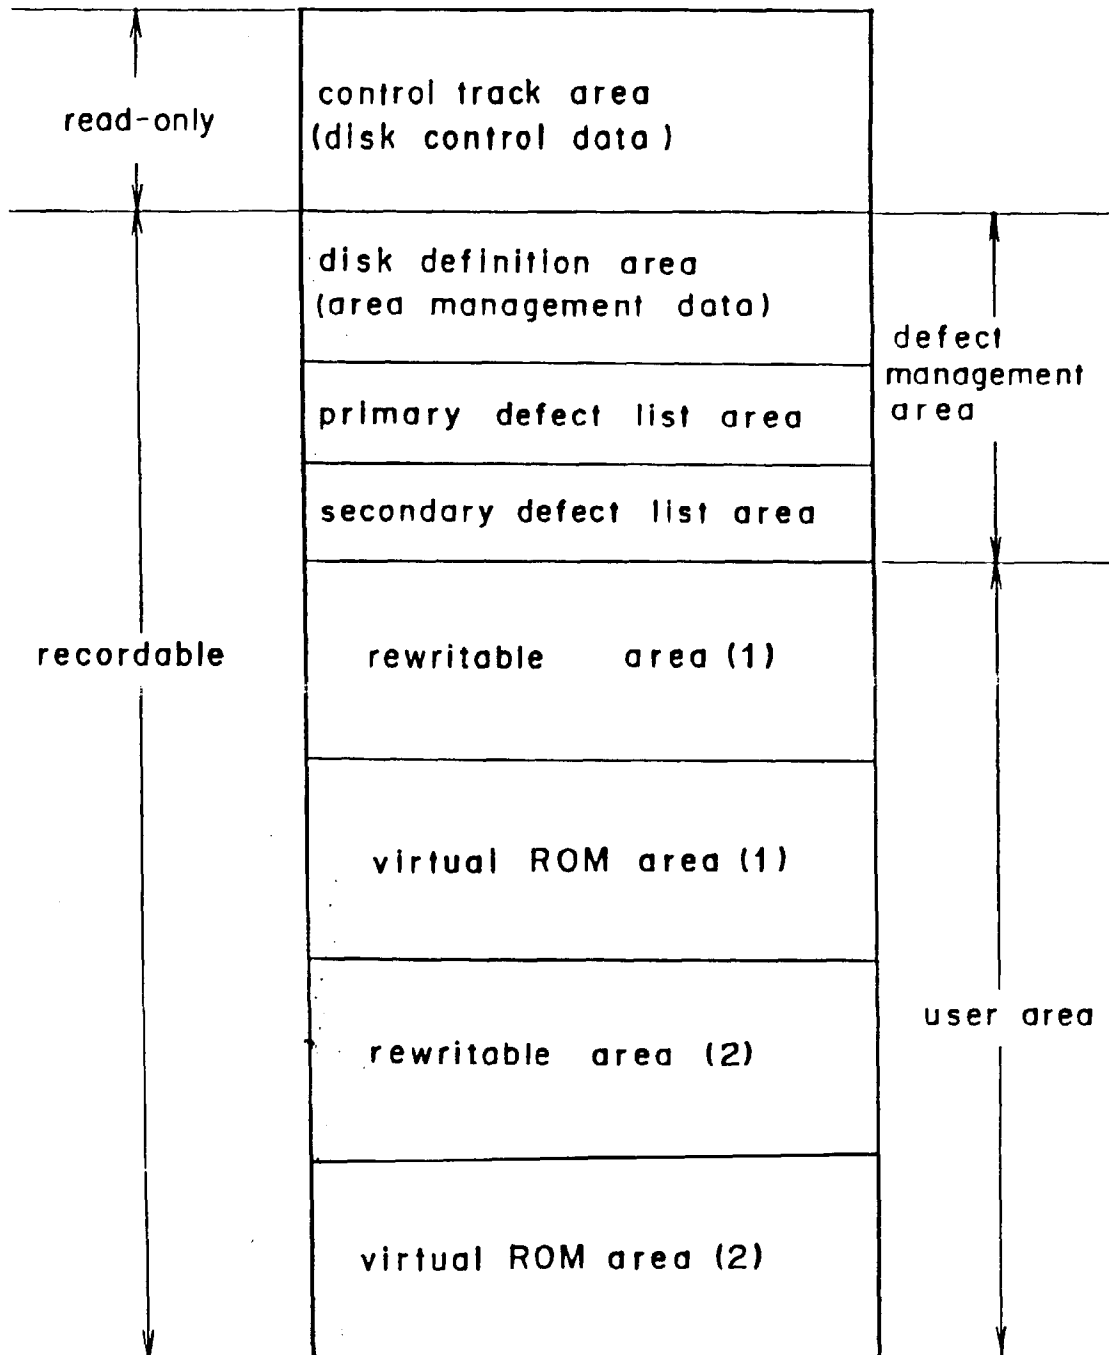 read-only
control track area
(disk control data)
disk definition area
(area management data)
defect
management
area
primary defect list area
secondary defect list area
recordable
rewritable area (1)
virtual ROM area (1)
user area
rewritable area (2)
virtual ROM area (2)